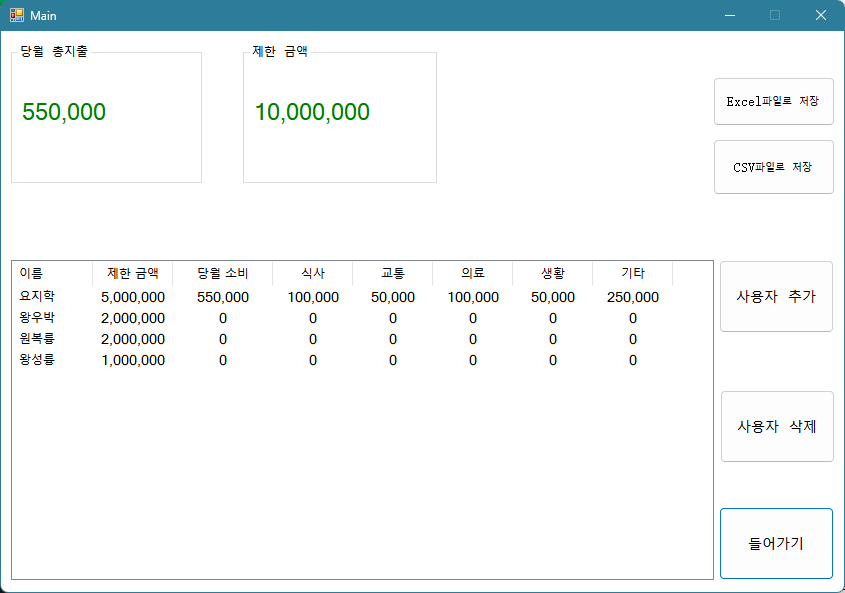 Main
당월 총지출
제한 금액
550,000
10,000,000
Excel파일로 저장
CSV파일로 저장
이름 제한 금액 당월 소비 식사 교통 의료 생황 기타
요지학 5,000,000 550,000 100,000 50,000 100,000 50,000 250,000
왕우박 2,000,000 0 0 0 0 0 0
원복륭 2,000,000 0 0 0 0 0 0
왕성륭 1,000,000 0 0 0 0 0 0
사용자 추가
사용자 삭제
들어가기